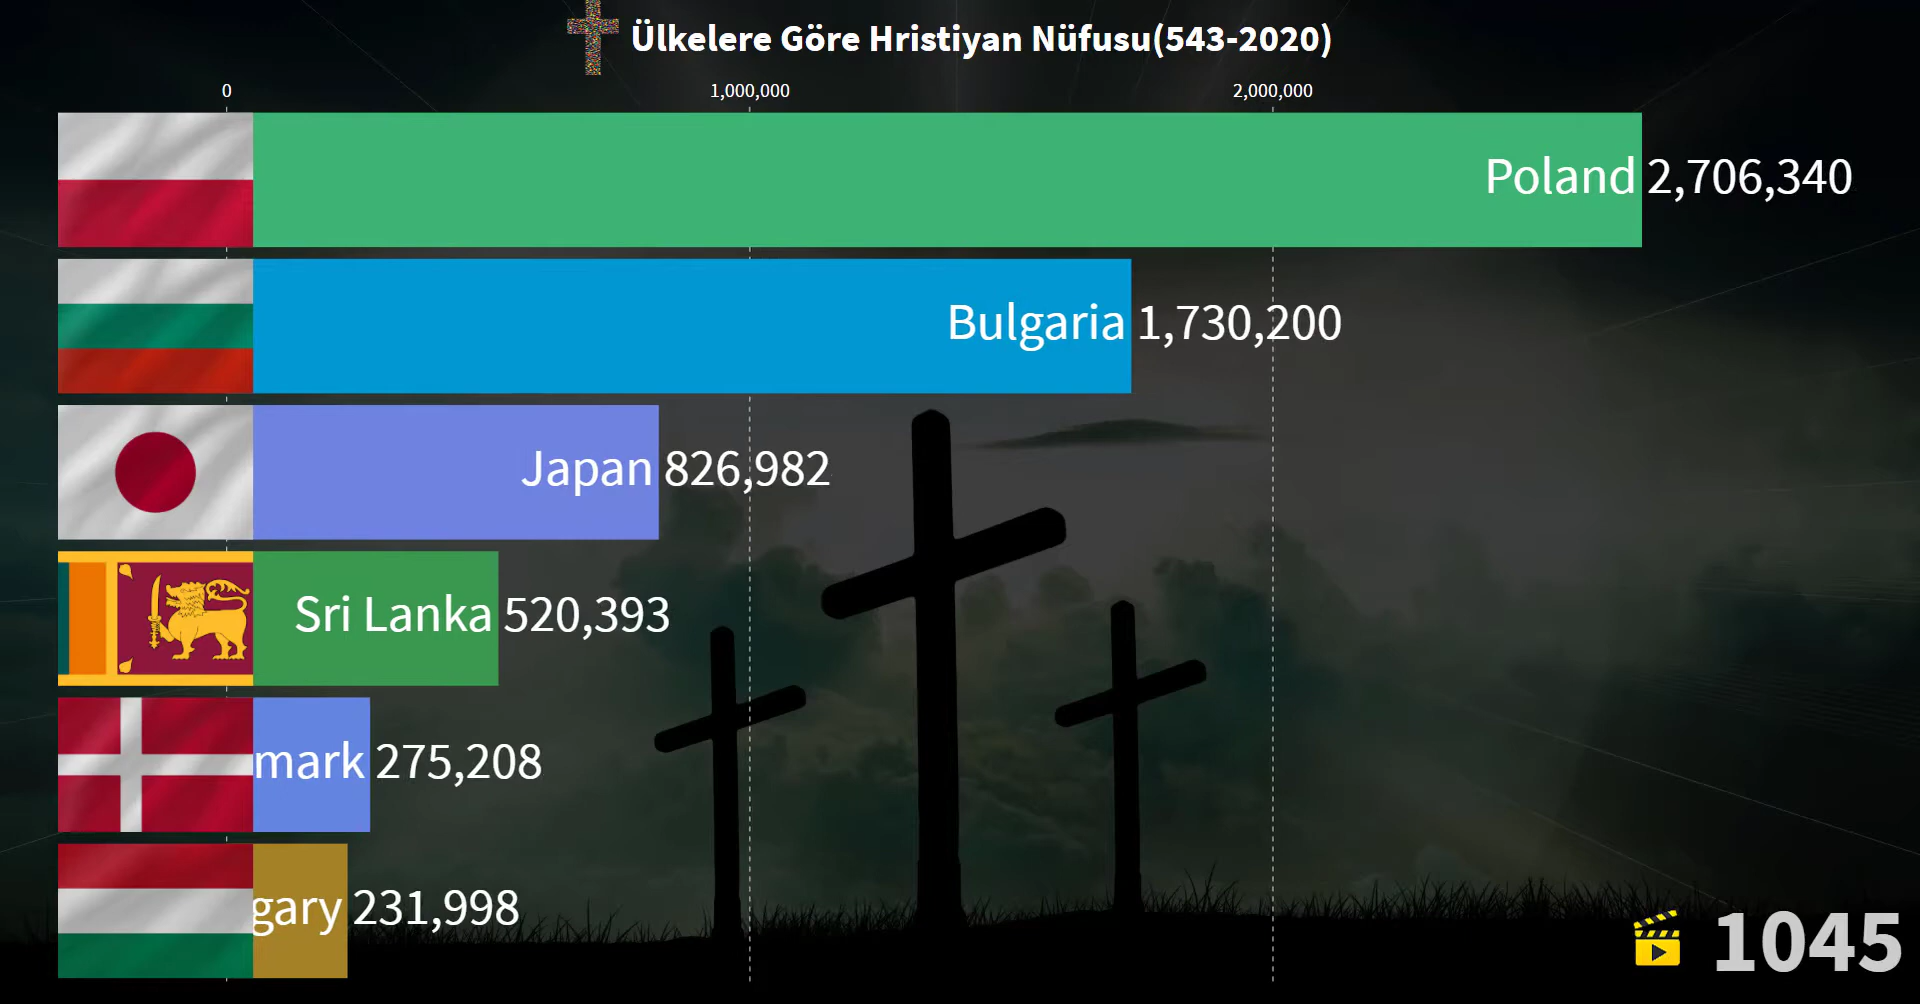 Ülkelere Göre Hristiyan Nüfusu(543-2020)
0 1,000,000 2,000,000
Poland 2,706,340
Bulgaria 1,730,200
Japan 826,982
Sri Lanka 520,393
mark 275,208
gary 231,998
1045